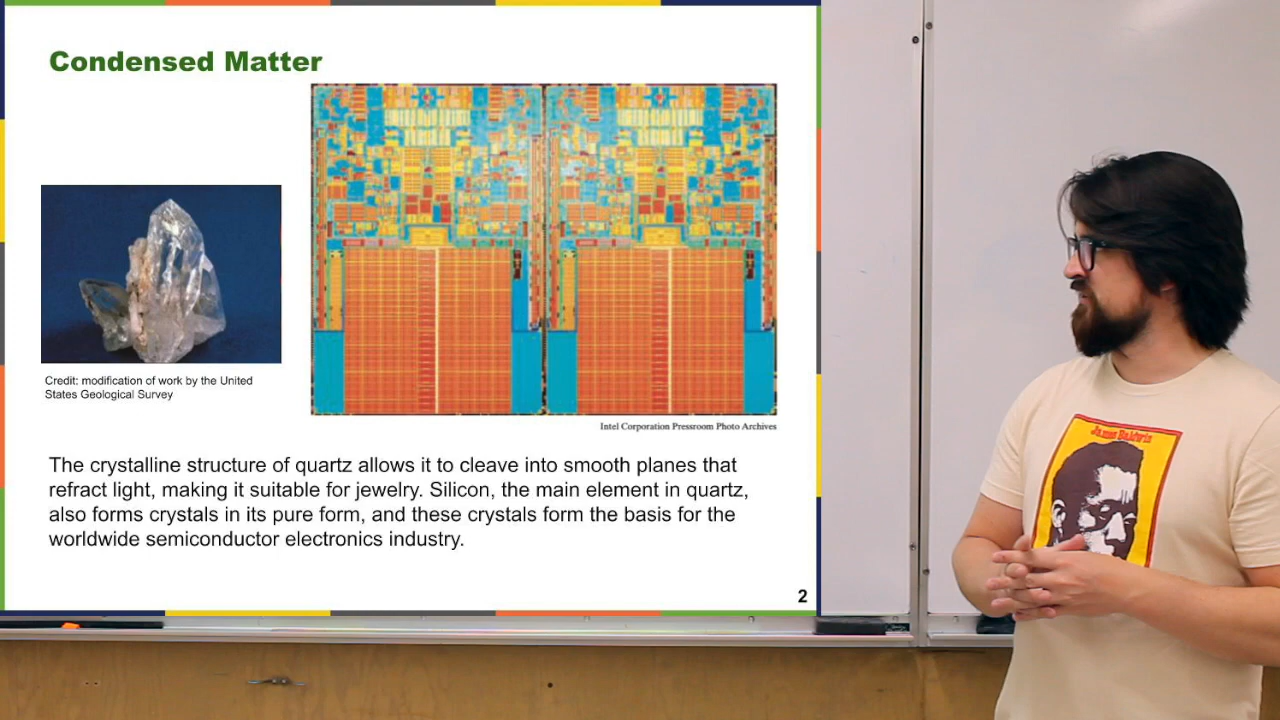 Condensed Matter
Credit: modification of work by the United
States Geological Survey
Intel Corporation Pressroom Photo Archives
The crystalline structure of quartz allows it to cleave into smooth planes that
refract light, making it suitable for jewelry. Silicon, the main element in quartz,
also forms crystals in its pure form, and these crystals form the basis for the
worldwide semiconductor electronics industry.
2
James Baldwin